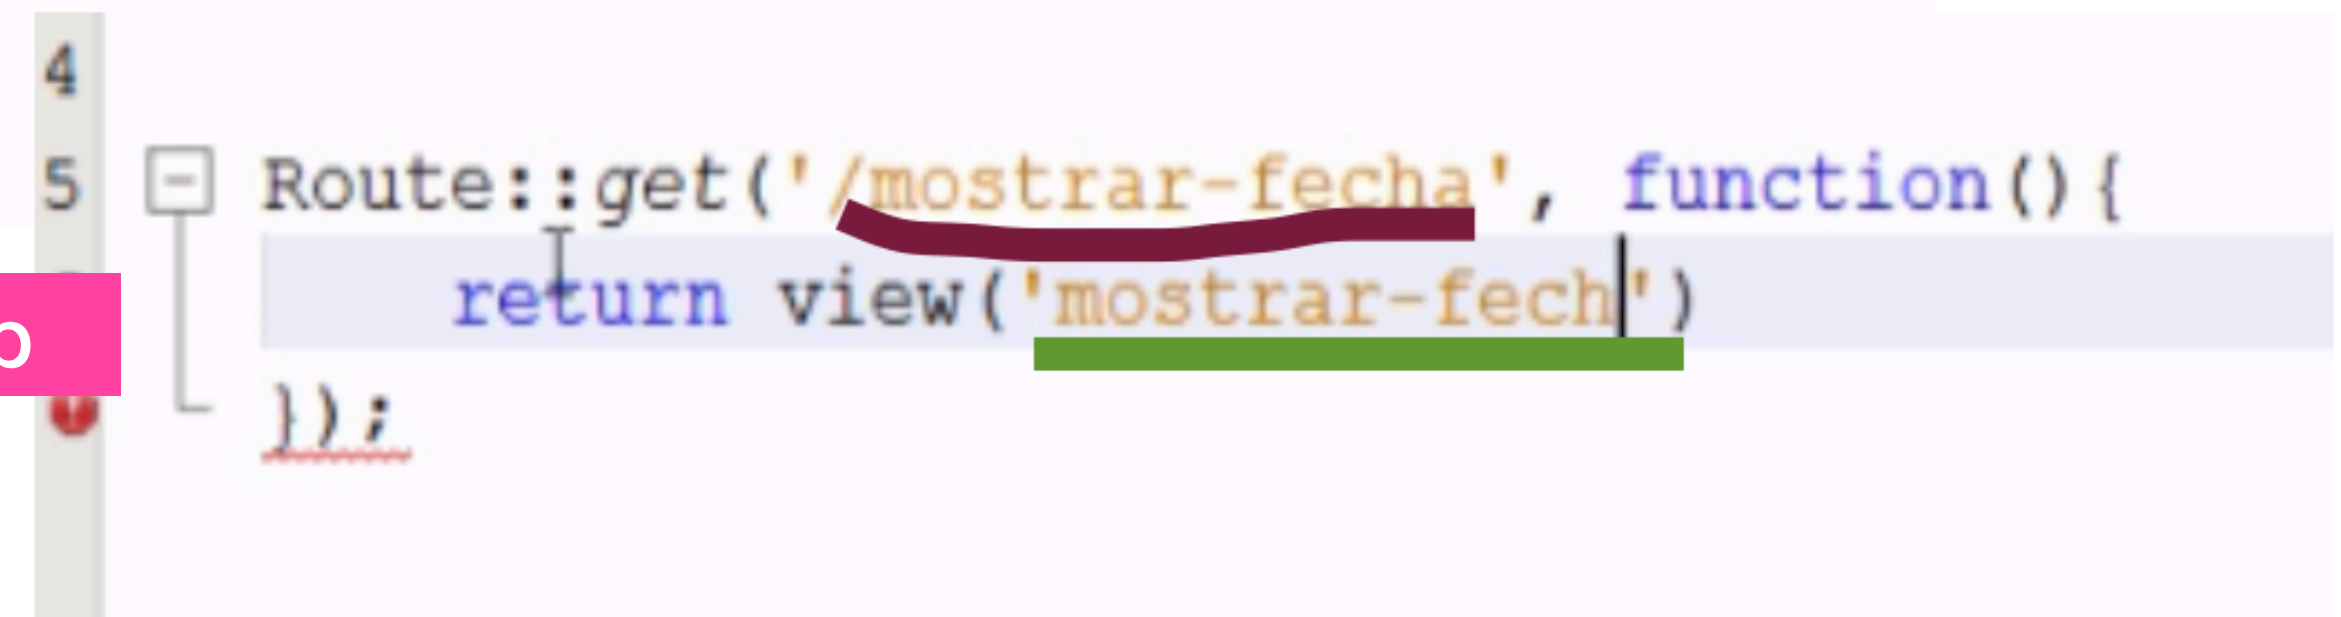 4
5 Route::get('/mostrar-fecha', function(){
return view('mostrar-fech')
});